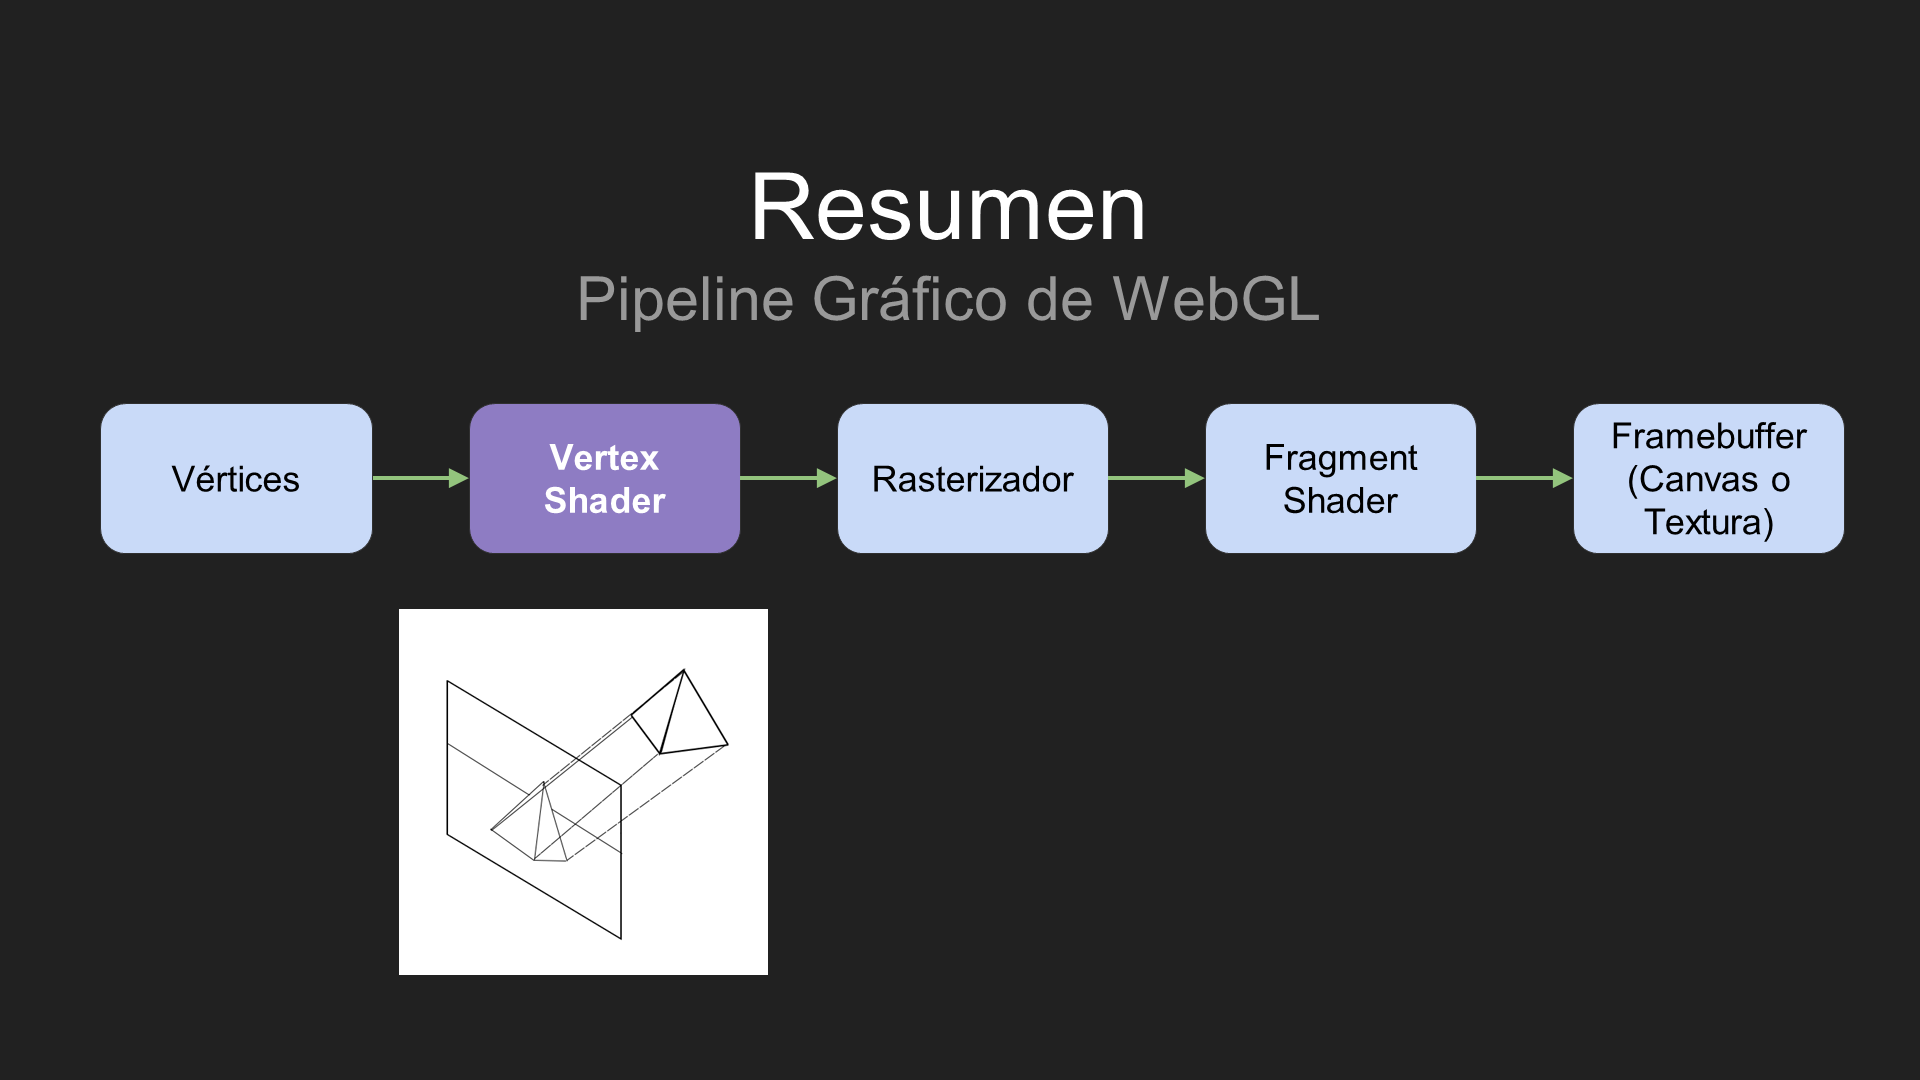 Resumen
Pipeline Gráfico de WebGL
Vértices
Vertex
Shader
Rasterizador
Fragment
Shader
Framebuffer
(Canvas o
Textura)